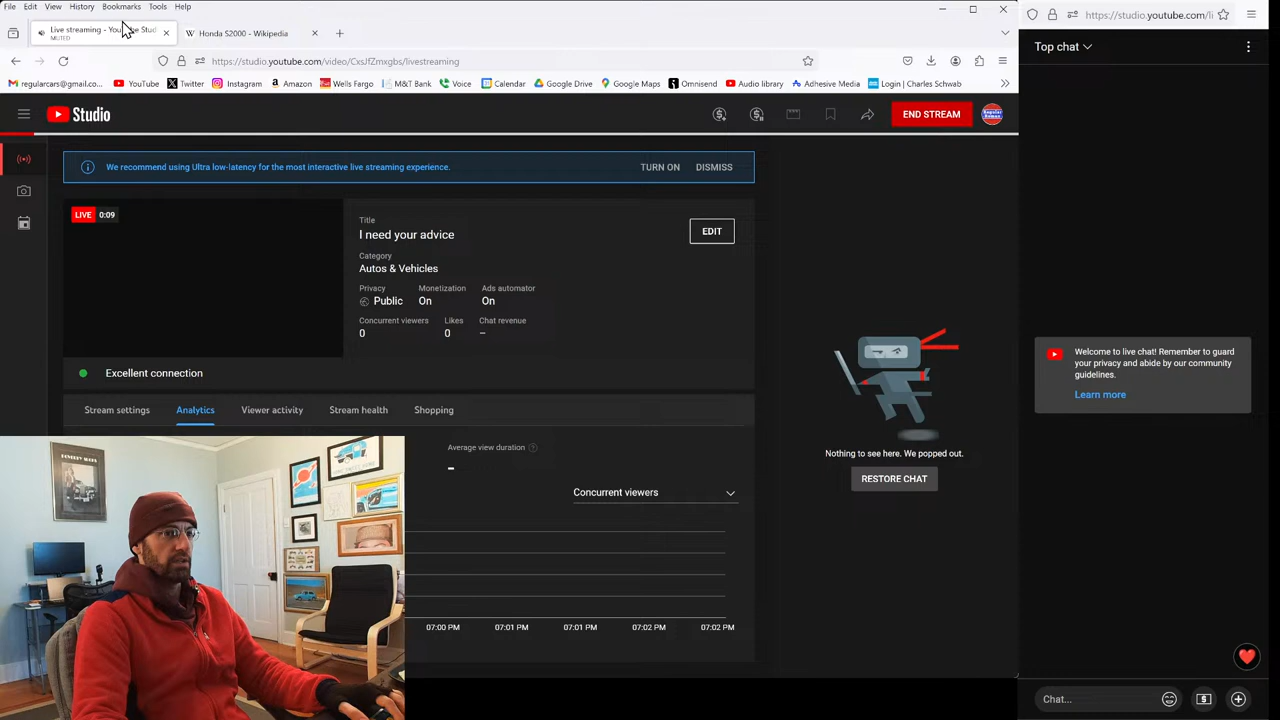 File Edit View History Bookmarks Tools Help
Live streaming - YouTube Stud
MUTED
W Honda S2000 - Wikipedia
https://studio.youtube.com/video/CxsJfZmxgbs/livestreaming
https://studio.youtube.com/li
regularcars@gmail.co... YouTube Twitter Instagram Amazon Wells Fargo M&T Bank Voice Calendar Google Drive Google Maps Omnisend Audio library Adhesive Media Login | Charles Schwab
Top chat
Studio
END STREAM
We recommend using Ultra low-latency for the most interactive live streaming experience. TURN ON DISMISS
LIVE 0:09
Title
I need your advice
EDIT
Category
Autos & Vehicles
Privacy Monetization Ads automator
Public On On
Concurrent viewers Likes Chat revenue
0 0 –
Excellent connection
Stream settings Analytics Viewer activity Stream health Shopping
Average view duration
–
Concurrent viewers
07:00 PM 07:01 PM 07:01 PM 07:02 PM 07:02 PM
Nothing to see here. We popped out.
RESTORE CHAT
Welcome to live chat! Remember to guard
your privacy and abide by our community
guidelines.
Learn more
Chat...